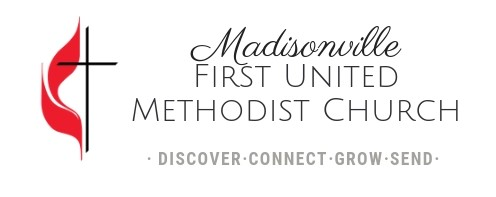 Madisonville
First United
Methodist Church
· DISCOVER·CONNECT·GROW·SEND·